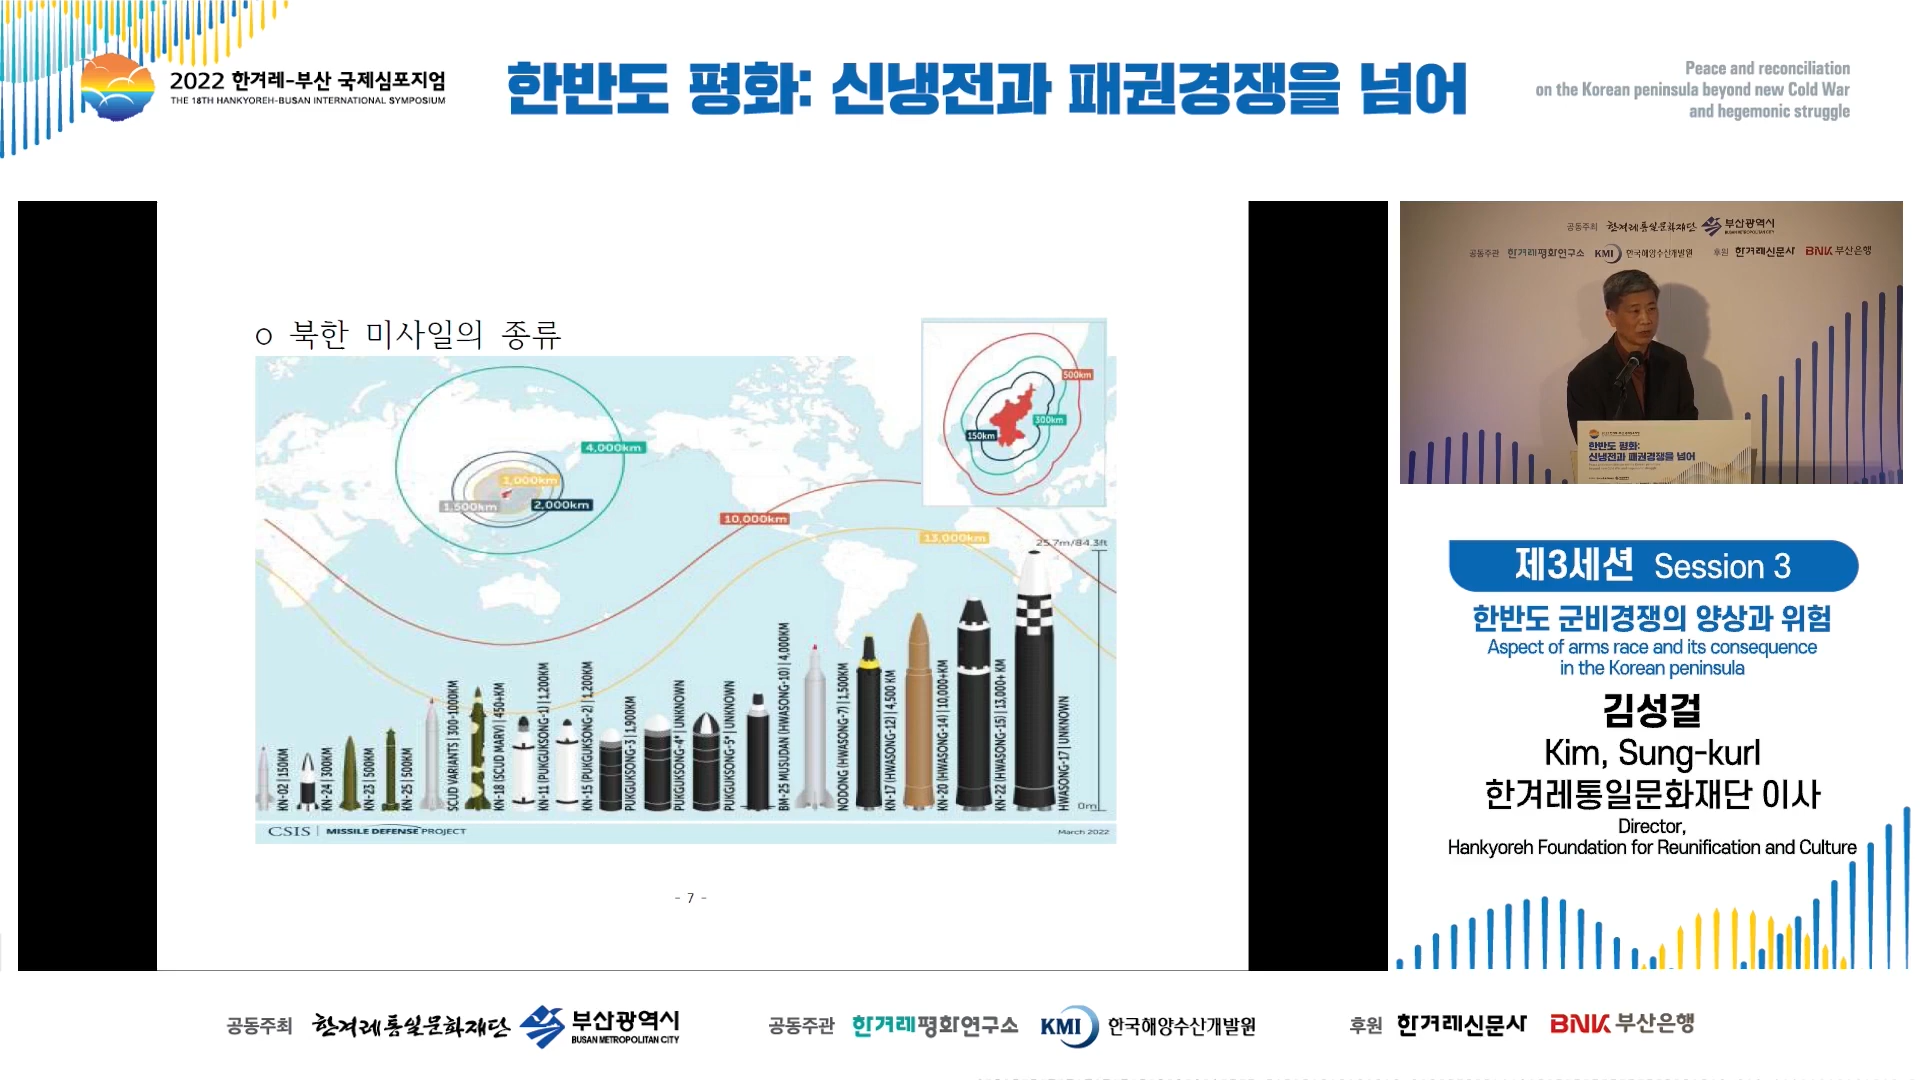 2022 한겨레-부산 국제심포지엄
THE 18TH HANKYOREH-BUSAN INTERNATIONAL SYMPOSIUM
한반도 평화: 신냉전과 패권경쟁을 넘어
Peace and reconciliation
on the Korean peninsula beyond new Cold War
and hegemonic struggle
o 북한 미사일의 종류
500km
300km
150km
4,000km
1,000km
1,500km
2,000km
10,000km
13,000km
25.7m/84.3ft
KN-02 | 150KM
KN-24 | 300KM
KN-23 | 500KM
KN-25 | 500KM
SCUD VARIANTS | 300-1000KM
KN-18 (SCUD MARV) | 450+KM
KN-11 (PUKGUKSONG-1) | 1,200KM
KN-15 (PUKGUKSONG-2) | 1,200KM
PUKGUKSONG-3 | 1,900KM
PUKGUKSONG-4* | UNKNOWN
PUKGUKSONG-5* | UNKNOWN
BM-25 MUSUDAN (HWASONG-10) | 4,000KM
NODONG (HWASONG-7) | 1,500KM
KN-17 (HWASONG-12) | 4,500 KM
KN-20 (HWASONG-14) | 10,000+KM
KN-22 (HWASONG-15) | 13,000+ KM
HWASONG-17 | UNKNOWN
0m
CSIS | MISSILE DEFENSE PROJECT
March 2022
- 7 -
공동주최 한겨레통일문화재단 부산광역시
BUSAN METROPOLITAN CITY
공동주관 한겨레평화연구소 KMI 한국해양수산개발원 후원 한겨레신문사 BNK 부산은행
한반도 평화:
신냉전과 패권경쟁을 넘어
제3세션 Session 3
한반도 군비경쟁의 양상과 위험
Aspect of arms race and its consequence
in the Korean peninsula
김성걸
Kim, Sung-kurl
한겨레통일문화재단 이사
Director,
Hankyoreh Foundation for Reunification and Culture
공동주최 한겨레통일문화재단 부산광역시
BUSAN METROPOLITAN CITY
공동주관 한겨레평화연구소 KMI 한국해양수산개발원
후원 한겨레신문사 BNK 부산은행